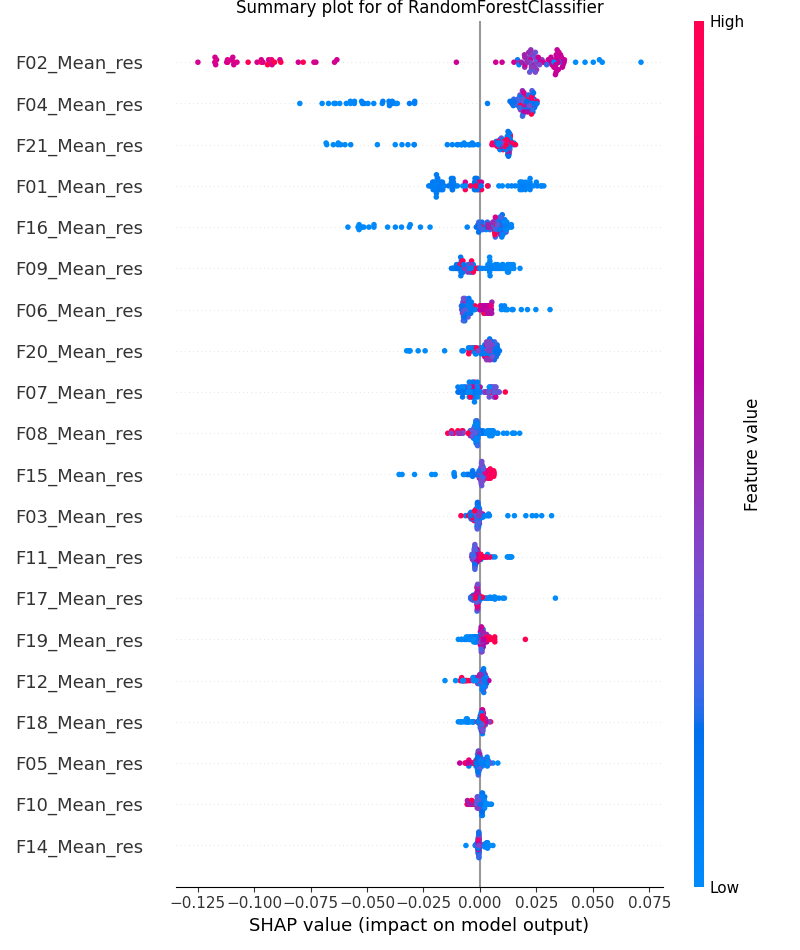 Summary plot for of RandomForestClassifier
High
F02_Mean_res
F04_Mean_res
F21_Mean_res
F01_Mean_res
F16_Mean_res
F09_Mean_res
F06_Mean_res
F20_Mean_res
F07_Mean_res
F08_Mean_res
F15_Mean_res
F03_Mean_res
F11_Mean_res
F17_Mean_res
F19_Mean_res
F12_Mean_res
F18_Mean_res
F05_Mean_res
F10_Mean_res
F14_Mean_res
Feature value
Low
−0.125 −0.100 −0.075 −0.050 −0.025 0.000 0.025 0.050 0.075
SHAP value (impact on model output)